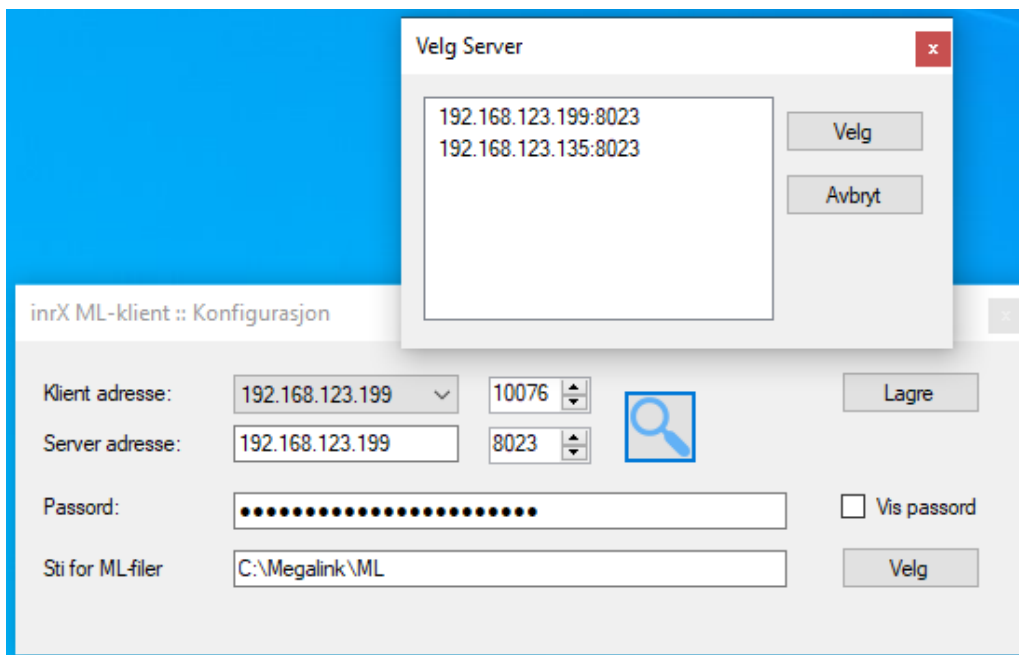 Velg Server
x
192.168.123.199:8023
192.168.123.135:8023
Velg
Avbryt
inrX ML-klient :: Konfigurasjon
x
Klient adresse: 192.168.123.199 10076
Lagre
Server adresse: 192.168.123.199 8023
Passord: ●●●●●●●●●●●●●●●●●●●●●●●
Vis passord
Sti for ML-filer C:\Megalink\ML
Velg